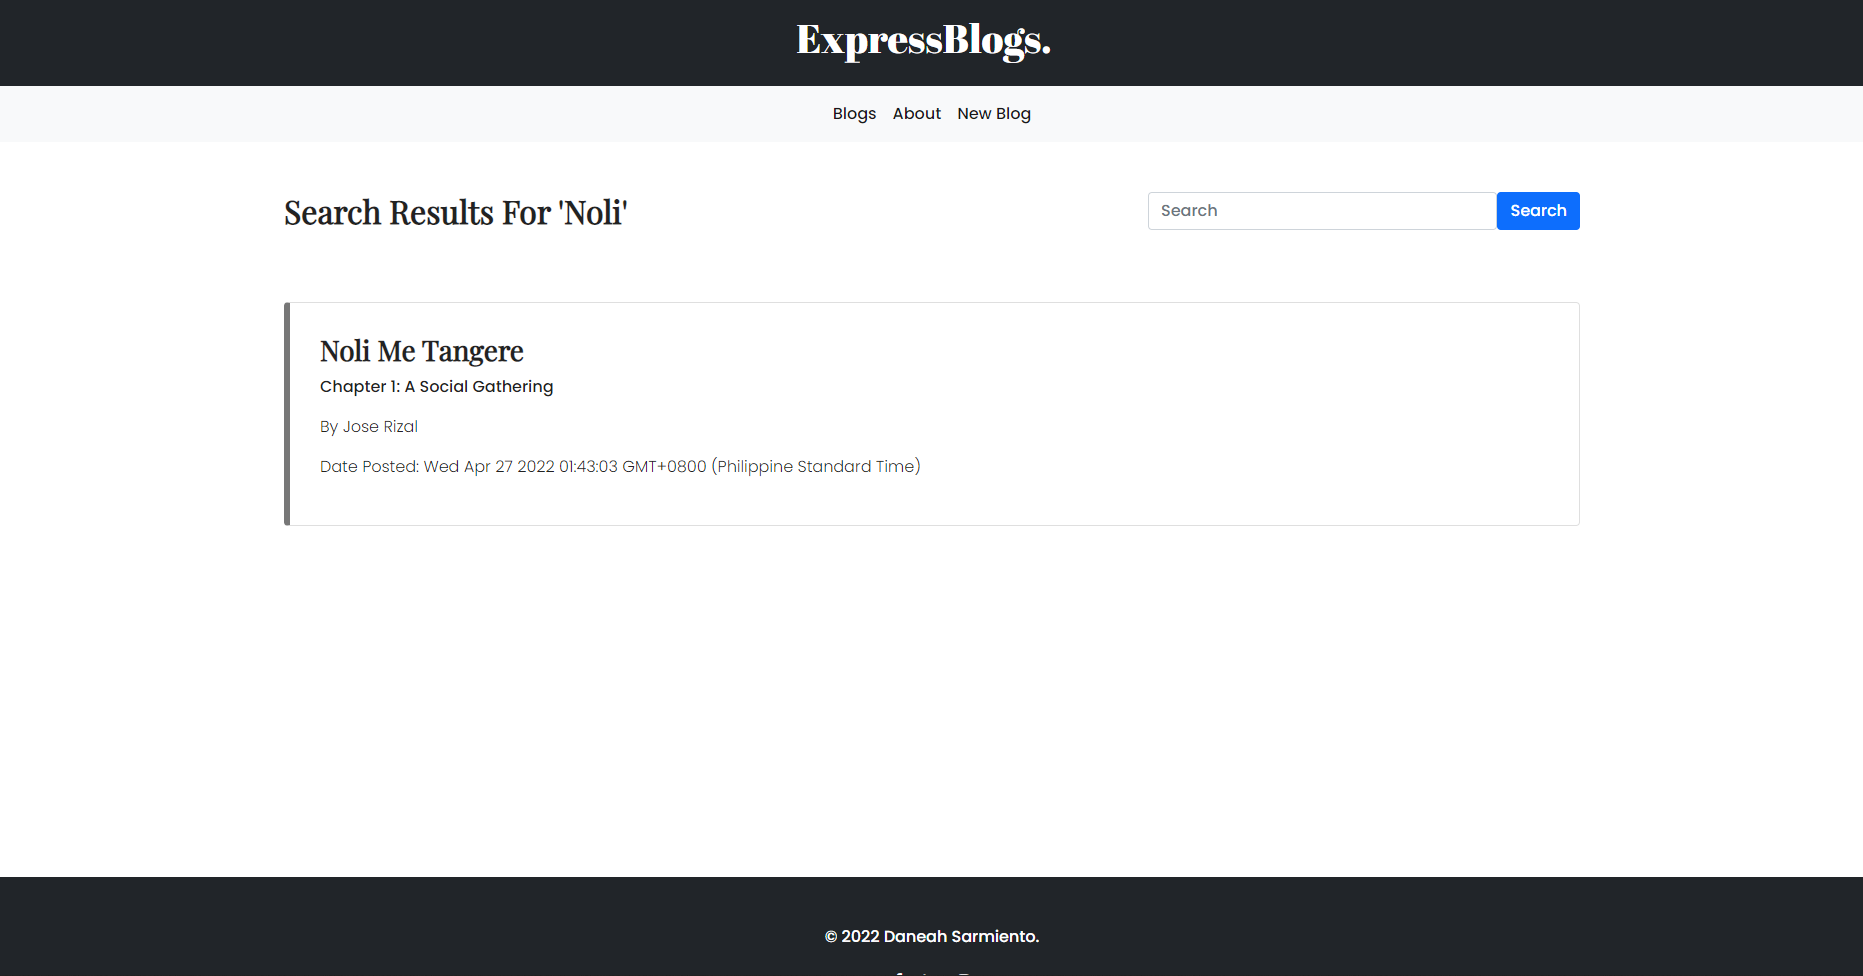 ExpressBlogs.
Blogs About New Blog
Search Results For 'Noli'
Search Search
Noli Me Tangere
Chapter 1: A Social Gathering
By Jose Rizal
Date Posted: Wed Apr 27 2022 01:43:03 GMT+0800 (Philippine Standard Time)
© 2022 Daneah Sarmiento.